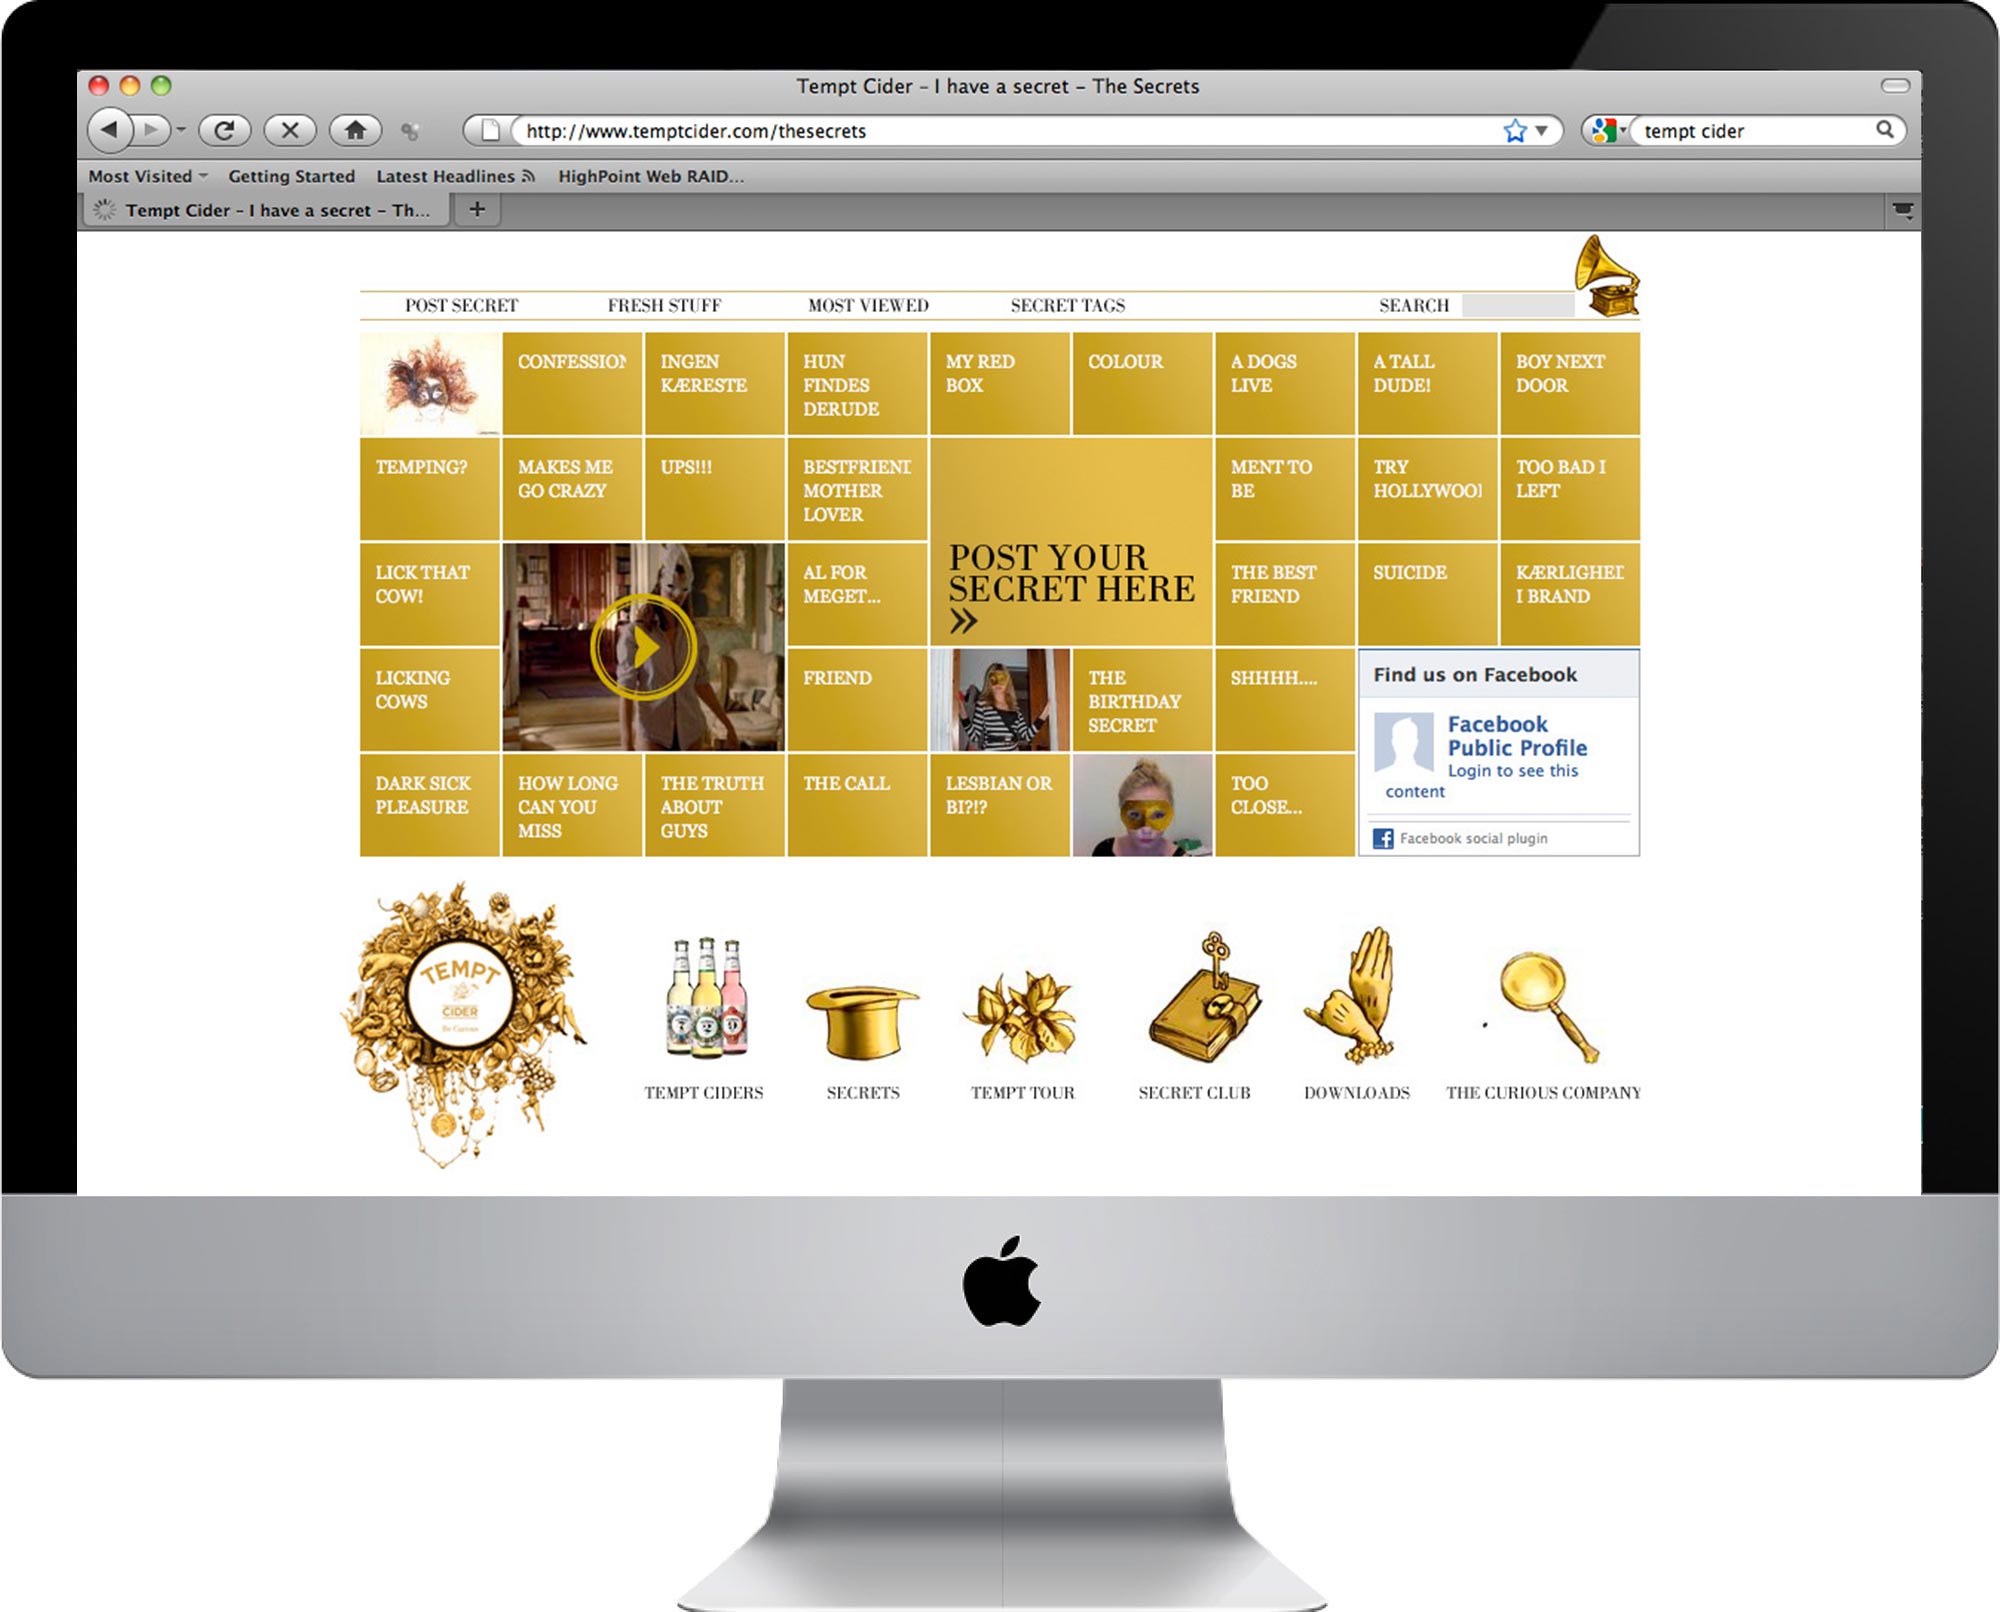 Tempt Cider – I have a secret – The Secrets
http://www.temptcider.com/thesecrets
tempt cider
Most Visited
Getting Started
Latest Headlines
HighPoint Web RAID...
Tempt Cider – I have a secret – Th...
POST SECRET
FRESH STUFF
MOST VIEWED
SECRET TAGS
SEARCH
CONFESSION
INGEN
KÆRESTE
HUN
FINDES
DERUDE
MY RED
BOX
COLOUR
A DOGS
LIVE
A TALL
DUDE!
BOY NEXT
DOOR
TEMPING?
MAKES ME
GO CRAZY
UPS!!!
BESTFRIEND
MOTHER
LOVER
POST YOUR
SECRET HERE
»
MENT TO
BE
TRY
HOLLYWOOD
TOO BAD I
LEFT
LICK THAT
COW!
AL FOR
MEGET...
THE BEST
FRIEND
SUICIDE
KÆRLIGHED
I BRAND
LICKING
COWS
FRIEND
THE
BIRTHDAY
SECRET
SHHHH....
Find us on Facebook
Facebook
Public Profile
Login to see this
content
Facebook social plugin
DARK SICK
PLEASURE
HOW LONG
CAN YOU
MISS
THE TRUTH
ABOUT
GUYS
THE CALL
LESBIAN OR
BI?!?
TOO
CLOSE...
TEMPT
CIDER
Be Curious
TEMPT CIDERS
SECRETS
TEMPT TOUR
SECRET CLUB
DOWNLOADS
THE CURIOUS COMPANY